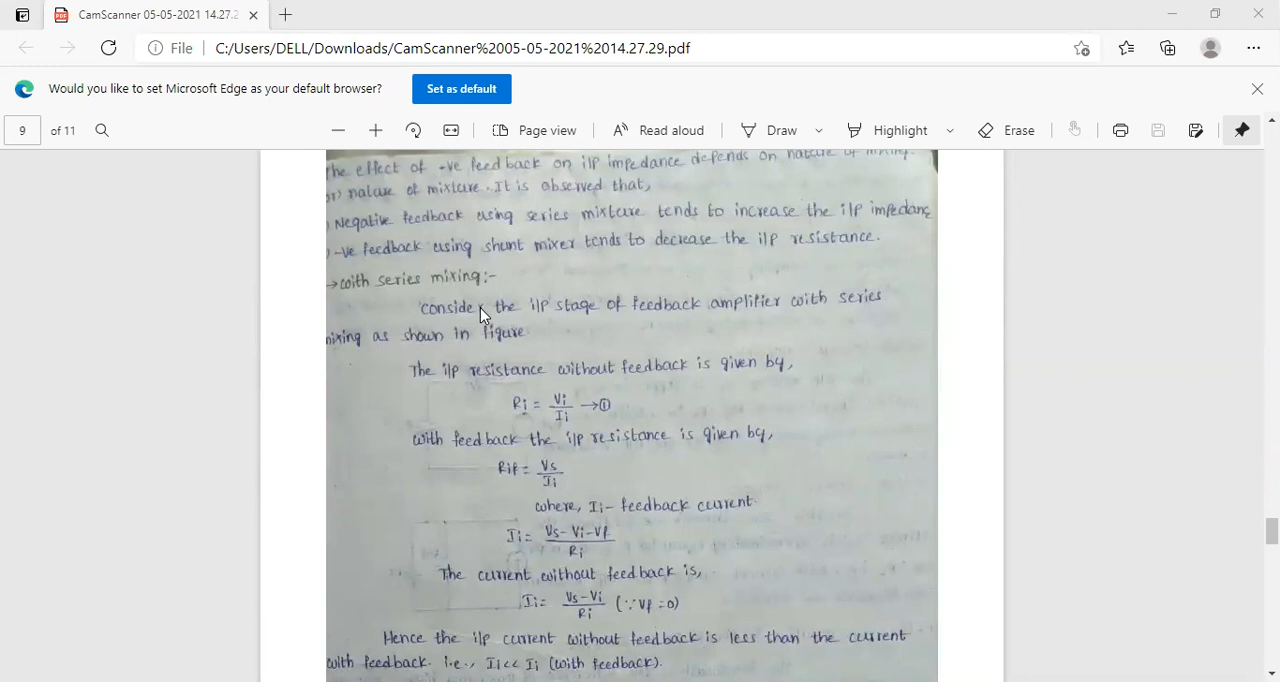 CamScanner 05-05-2021 14.27.2
File
C:/Users/DELL/Downloads/CamScanner%2005-05-2021%2014.27.29.pdf
Would you like to set Microsoft Edge as your default browser?
Set as default
9 of 11
Page view
Read aloud
Draw
Highlight
Erase
The effect of -ve feedback on i/p impedance depends on nature of mixing.
or) nature of mixture. It is observed that,
) Negative feedback using series mixture tends to increase the i/p impedanc
) -ve feedback using shunt mixer tends to decrease the i/p resistance.
→ with series mixing:-
Consider the i/p stage of feedback amplifier with series
mixing as shown in figure
The i/p resistance without feedback is given by,
Ri = Vi/Ii →①
with feedback the i/p resistance is given by,
Rif = Vs/Ii
where, Ii - feedback current.
Ii = Vs-Vi-Vf/Ri
The current without feedback is,
Ii = Vs-Vi/Ri (∵Vf=0)
Hence the i/p current without feedback is less than the current
with feedback. i.e., Ii<< Ii (with feedback).